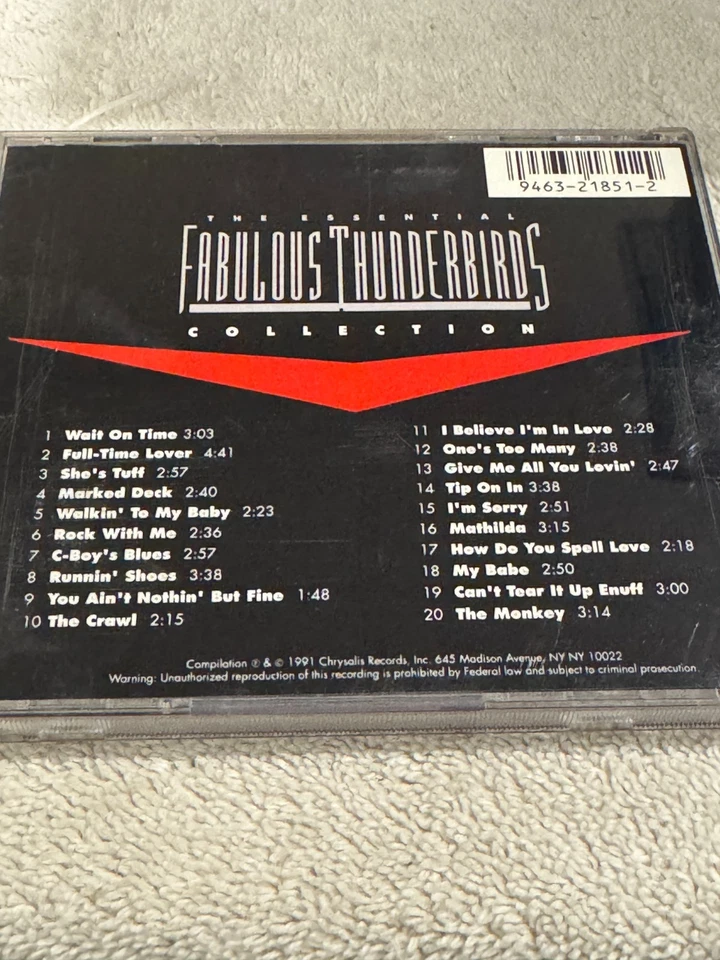 9463-21851-2
THE ESSENTIAL
FABULOUS THUNDERBIRDS
COLLECTION
1 Wait On Time 3:03
2 Full-Time Lover 4:41
3 She's Tuff 2:57
4 Marked Deck 2:40
5 Walkin' To My Baby 2:23
6 Rock With Me 2:36
7 C-Boy's Blues 2:57
8 Runnin' Shoes 3:38
9 You Ain't Nothin' But Fine 1:48
10 The Crawl 2:15
11 I Believe I'm In Love 2:28
12 One's Too Many 2:38
13 Give Me All You Lovin' 2:47
14 Tip On In 3:38
15 I'm Sorry 2:51
16 Mathilda 3:15
17 How Do You Spell Love 2:18
18 My Babe 2:50
19 Can't Tear It Up Enuff 3:00
20 The Monkey 3:14
Compilation ℗ & © 1991 Chrysalis Records, Inc. 645 Madison Avenue, NY NY 10022
Warning: Unauthorized reproduction of this recording is prohibited by Federal law and subject to criminal prosecution.